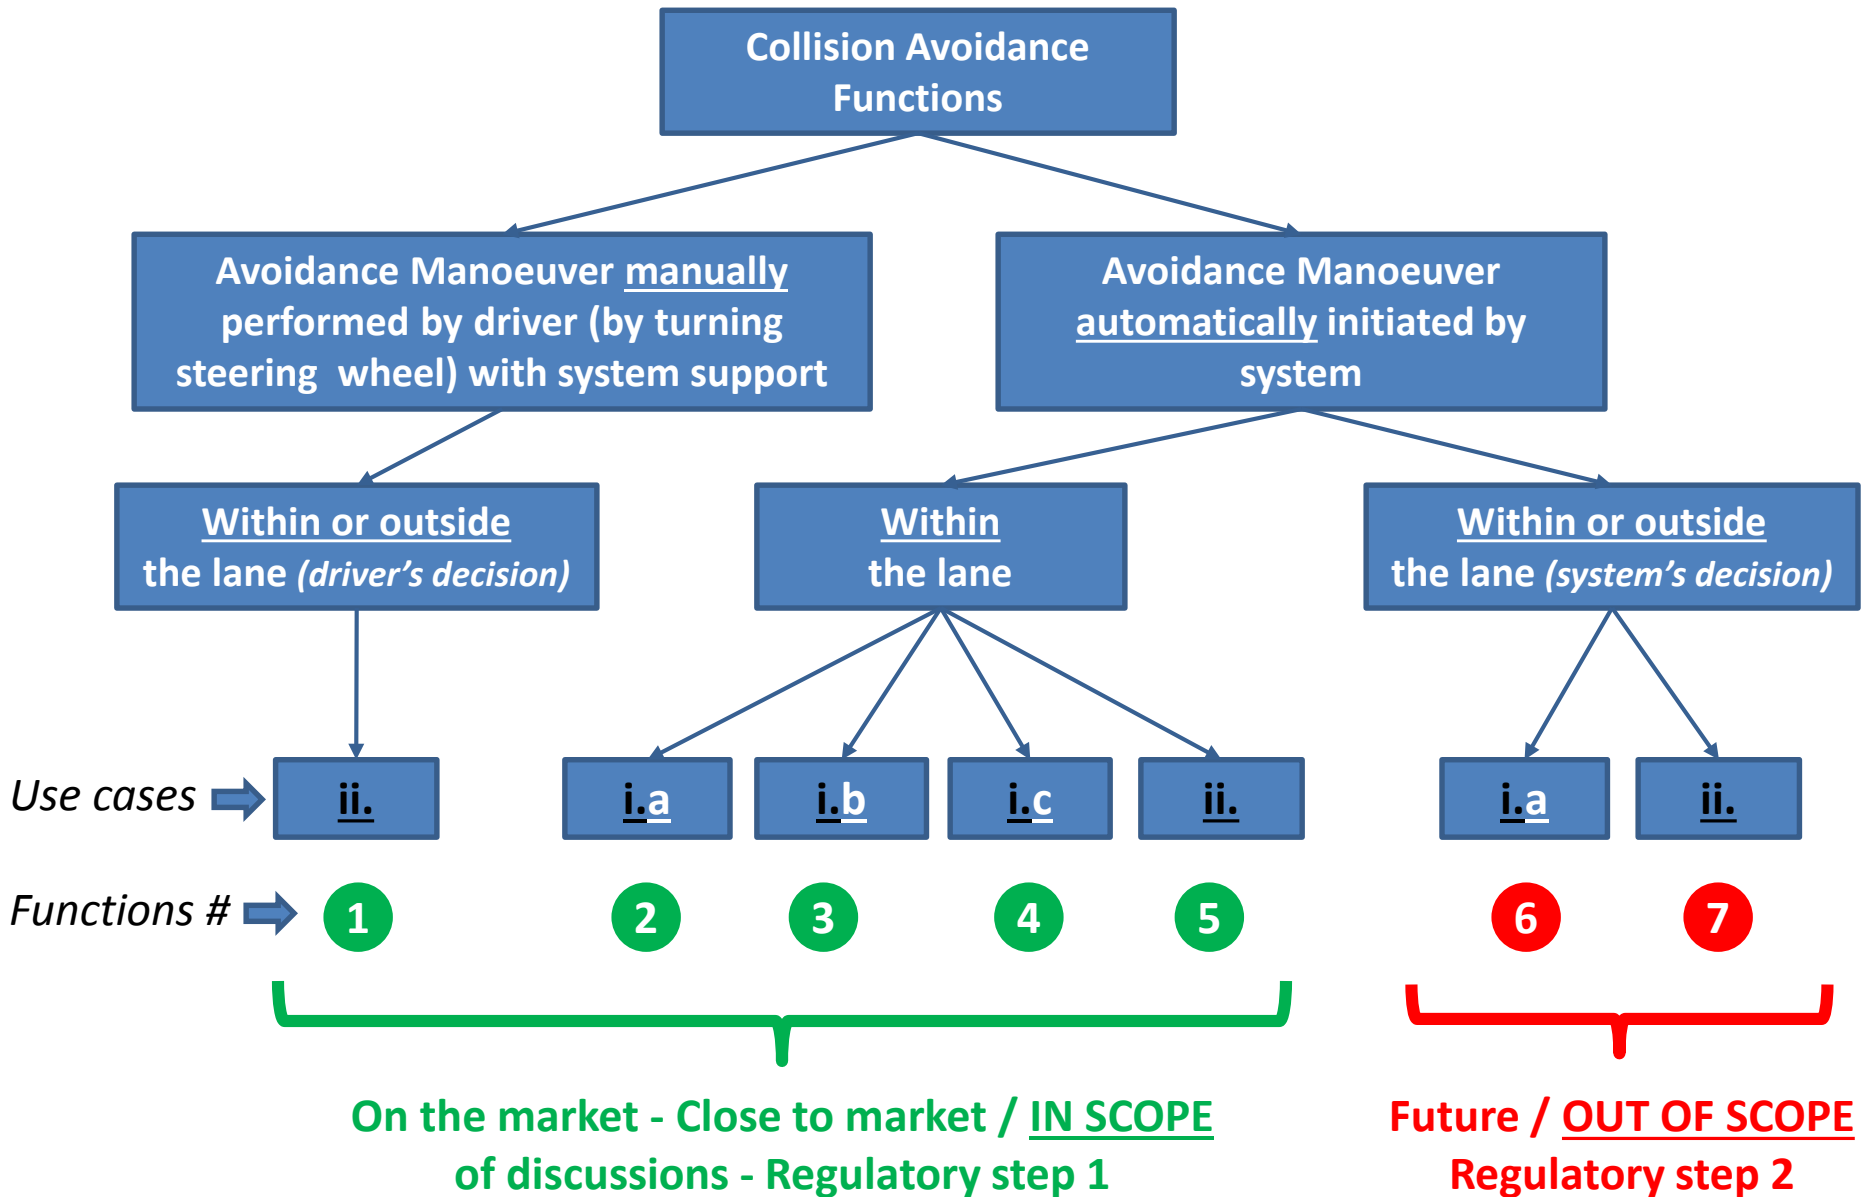 Collision Avoidance
Functions
Avoidance Manoeuver manually
performed by driver (by turning
steering wheel) with system support
Avoidance Manoeuver
automatically initiated by
system
Within or outside
the lane (driver's decision)
Within
the lane
Within or outside
the lane (system's decision)
Use cases
ii.
i.a
i.b
i.c
ii.
i.a
ii.
Functions #
1
2
3
4
5
6
7
On the market - Close to market / IN SCOPE
of discussions - Regulatory step 1
Future / OUT OF SCOPE
Regulatory step 2